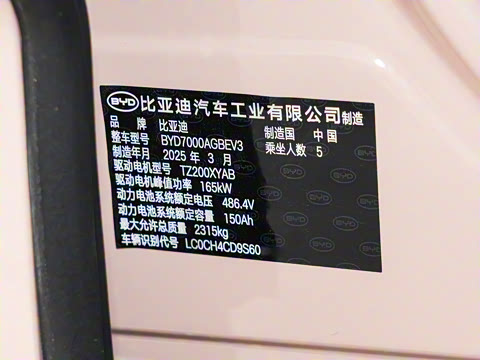 BYD 比亚迪汽车工业有限公司制造
品牌 比亚迪 制造国 中国
整车型号 BYD7000AGBEV3 乘坐人数 5
制造年月 2025年3月
驱动电机型号 TZ200XYAB
驱动电机峰值功率 165kW
动力电池系统额定电压 486.4V
动力电池系统额定容量 150Ah
最大允许总质量 2315kg
车辆识别代号 LC0CH4CD9S60